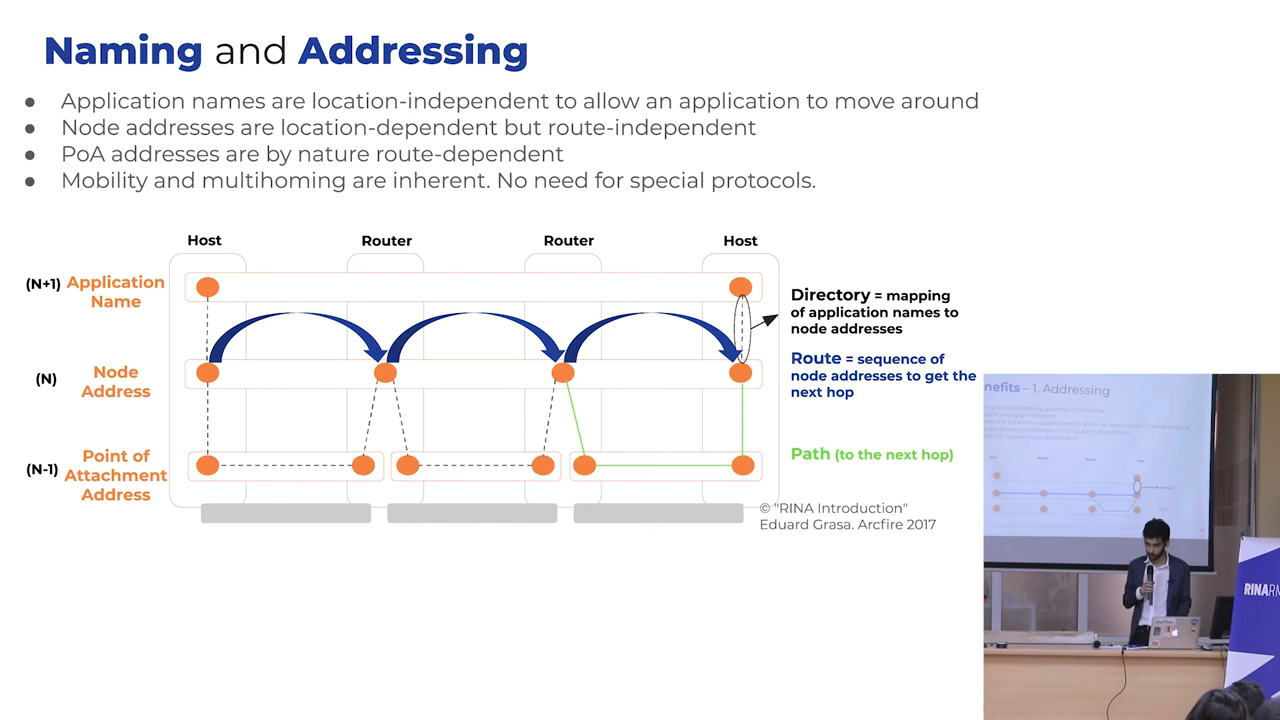 Naming and Addressing
● Application names are location-independent to allow an application to move around
● Node addresses are location-dependent but route-independent
● PoA addresses are by nature route-dependent
● Mobility and multihoming are inherent. No need for special protocols.
Host
Router
Router
Host
(N+1) Application
Name
Directory = mapping
of application names to
node addresses
(N)
Node
Address
Route = sequence of
node addresses to get the
next hop
(N-1)
Point of
Attachment
Address
Path (to the next hop)
© "RINA Introduction"
Eduard Grasa. Arcfire 2017
nefits – 1. Addressing
RINARM